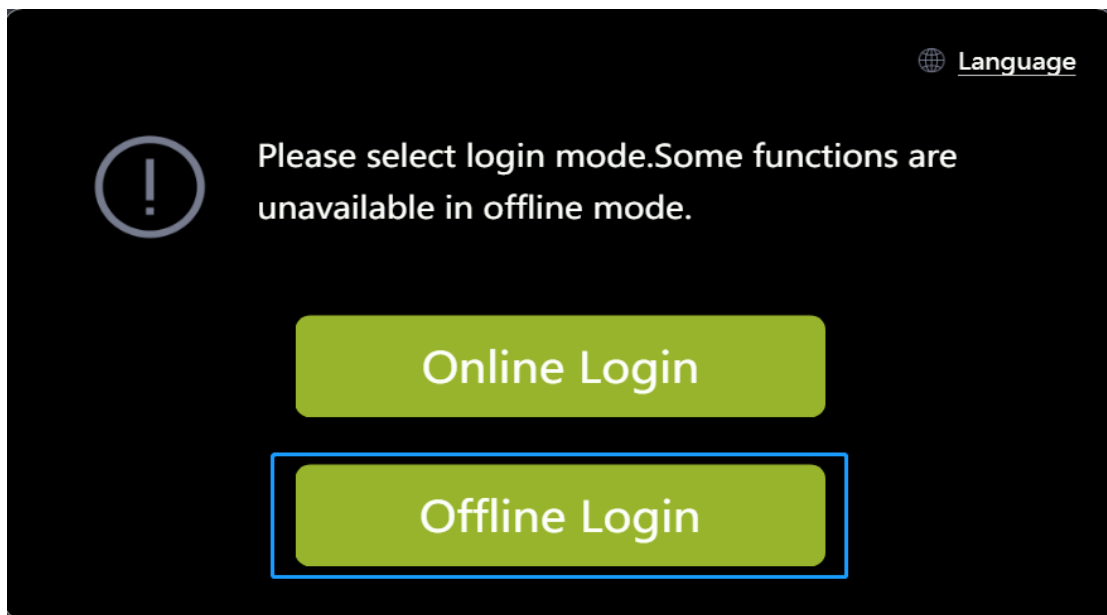 Language
Please select login mode.Some functions are
unavailable in offline mode.
Online Login
Offline Login